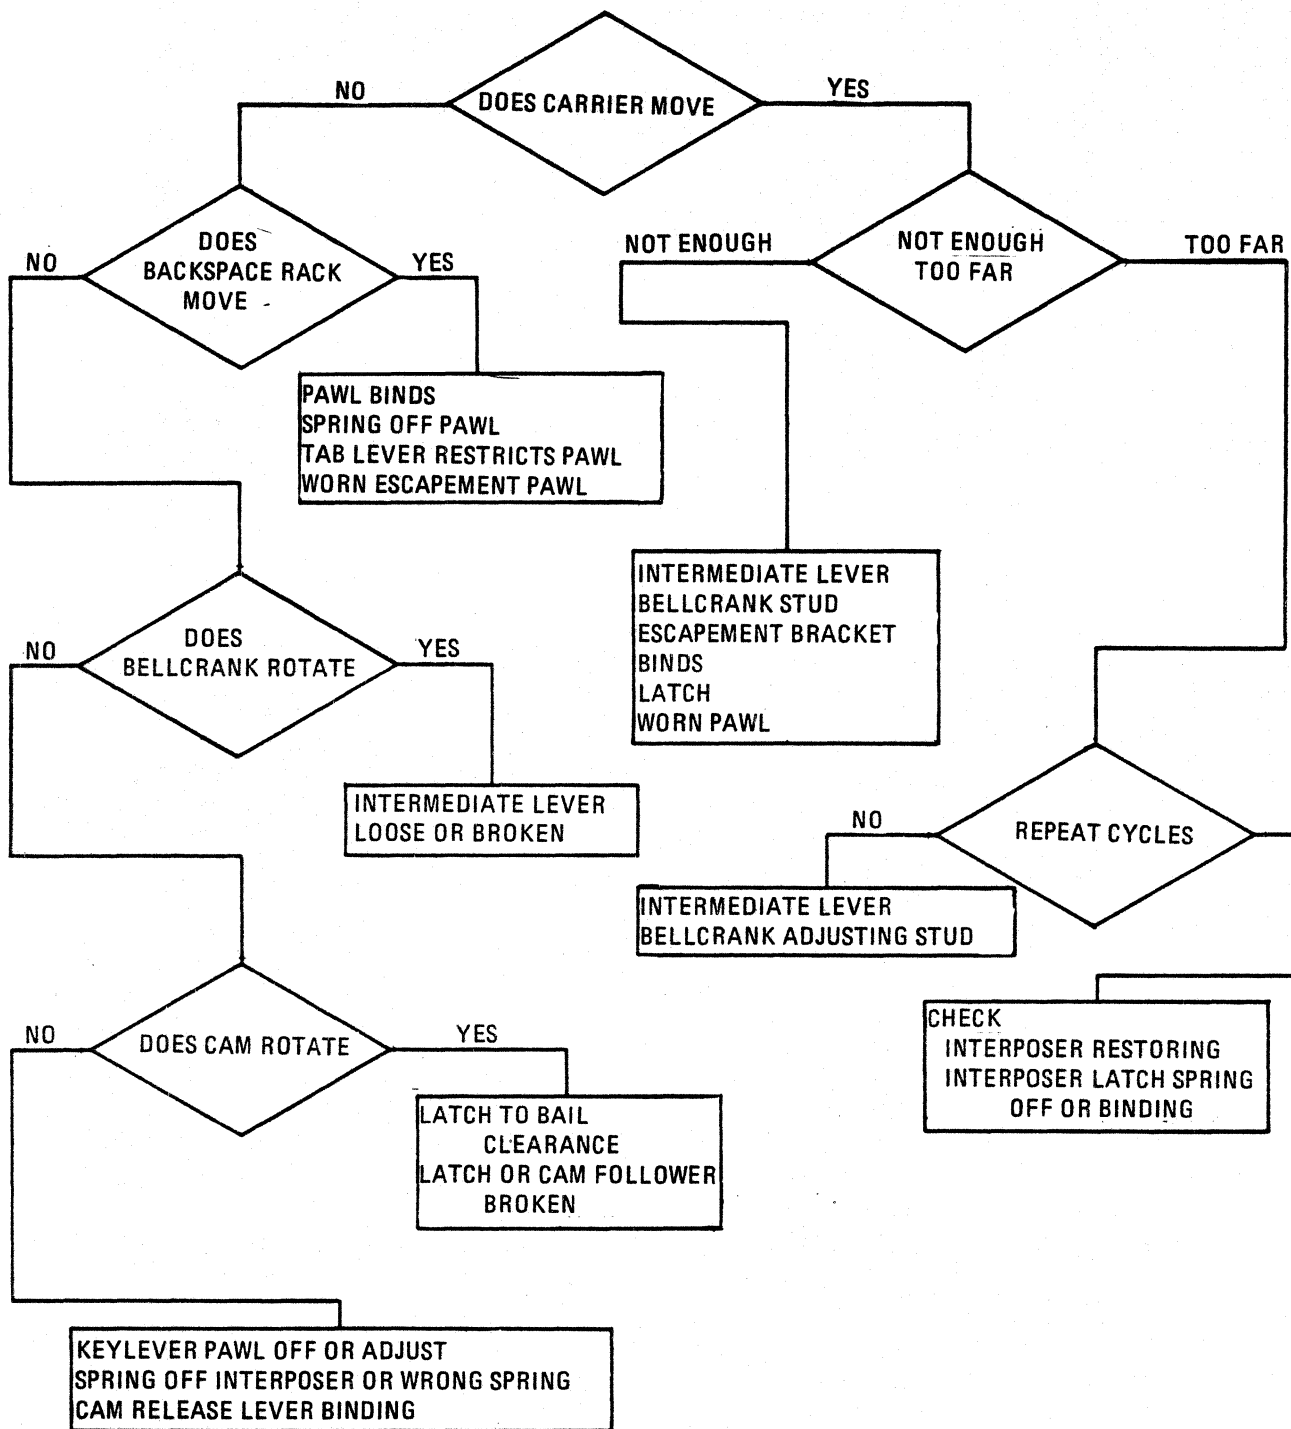 DOES CARRIER MOVE
NO
YES
DOES
BACKSPACE RACK
MOVE
NO
YES
PAWL BINDS
SPRING OFF PAWL
TAB LEVER RESTRICTS PAWL
WORN ESCAPEMENT PAWL
NOT ENOUGH
TOO FAR
NOT ENOUGH
TOO FAR
INTERMEDIATE LEVER
BELLCRANK STUD
ESCAPEMENT BRACKET
BINDS
LATCH
WORN PAWL
DOES
BELLCRANK ROTATE
NO
YES
INTERMEDIATE LEVER
LOOSE OR BROKEN
REPEAT CYCLES
NO
INTERMEDIATE LEVER
BELLCRANK ADJUSTING STUD
CHECK
INTERPOSER RESTORING
INTERPOSER LATCH SPRING
OFF OR BINDING
DOES CAM ROTATE
NO
YES
LATCH TO BAIL
CLEARANCE
LATCH OR CAM FOLLOWER
BROKEN
KEYLEVER PAWL OFF OR ADJUST
SPRING OFF INTERPOSER OR WRONG SPRING
CAM RELEASE LEVER BINDING